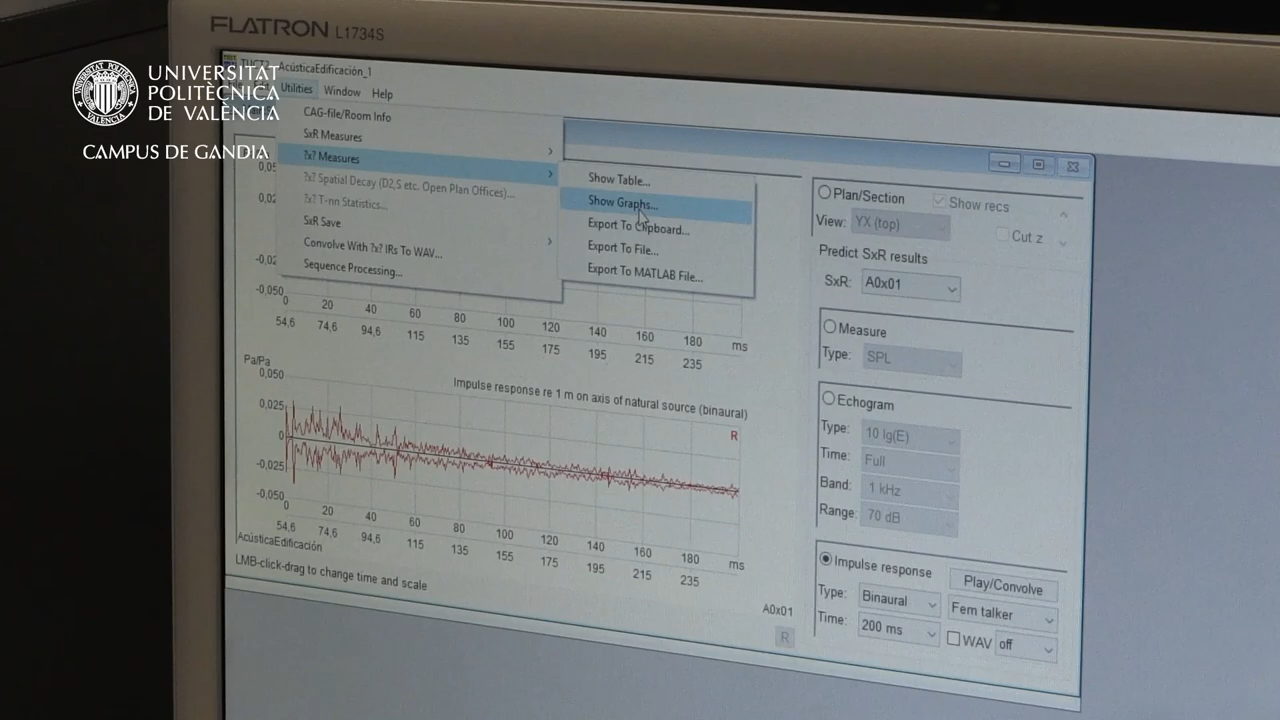 FLATRON L1734S
UNIVERSITAT
POLITÈCNICA
DE VALÈNCIA
CAMPUS DE GANDIA
AcústicaEdificación_1
Utilities Window Help
CAG-file/Room Info
SxR Measures
?x? Measures
?x? Spatial Decay (D2,S etc. Open Plan Offices)...
?x? T-nn Statistics...
SxR Save
Convolve With ?x? IRs To WAV...
Sequence Processing...
Show Table...
Show Graphs...
Export To Clipboard...
Export To File...
Export To MATLAB File...
-0,050
0 20 40 60 80 100 120 140 160 180 ms
54,6 74,6 94,6 115 135 155 175 195 215 235
Pa/Pa
Impulse response re 1 m on axis of natural source (binaural)
R
0,050
0,025
0
-0,025
-0,050
0 20 40 60 80 100 120 140 160 180 ms
54,6 74,6 94,6 115 135 155 175 195 215 235
AcústicaEdificación
LMB-click-drag to change time and scale
A0x01
R
Plan/Section Show recs
View: YX (top) Cut z
Predict SxR results
SxR: A0x01
Measure
Type: SPL
Echogram
Type: 10 lg(E)
Time: Full
Band: 1 kHz
Range: 70 dB
Impulse response Play/Convolve
Type: Binaural Fem talker
Time: 200 ms WAV off